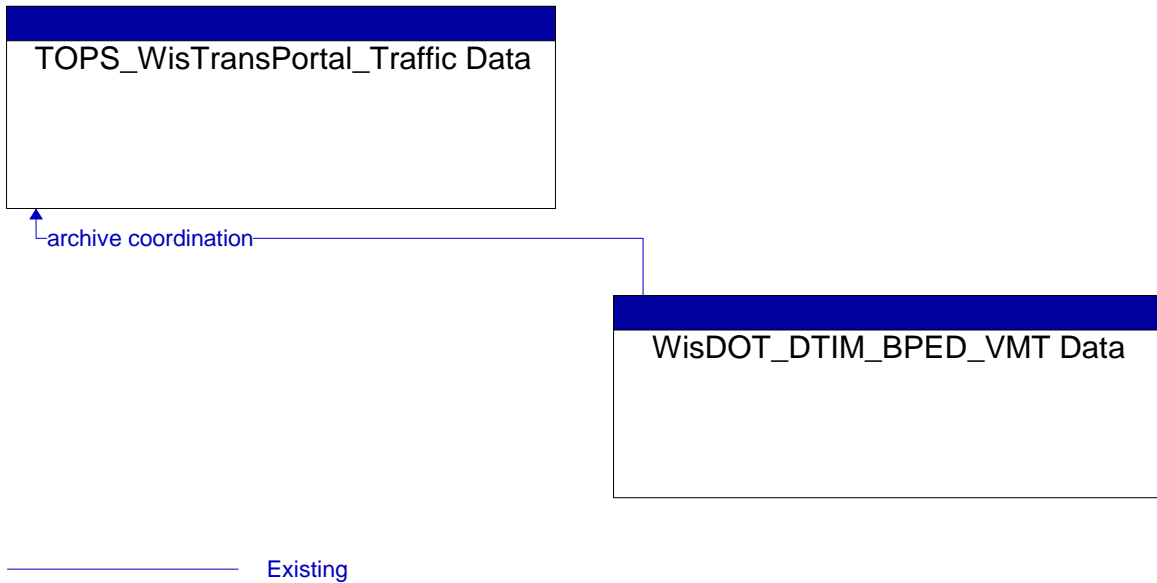 TOPS_WisTransPortal_Traffic Data
archive coordination
WisDOT_DTIM_BPED_VMT Data
Existing